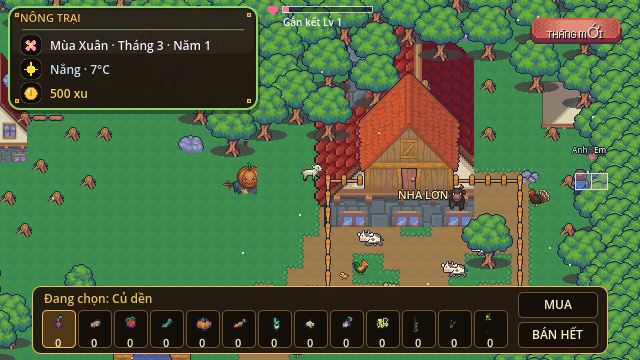 NÔNG TRẠI
Mùa Xuân · Tháng 3 · Năm 1
Nắng · 7°C
500 xu
Gắn kết Lv 1
THÁNG MỚI
Anh Em
NHÀ LỚN
Đang chọn: Củ dền
0 0 0 0 0 0 0 0 0 0 0 0 0
MUA
BÁN HẾT